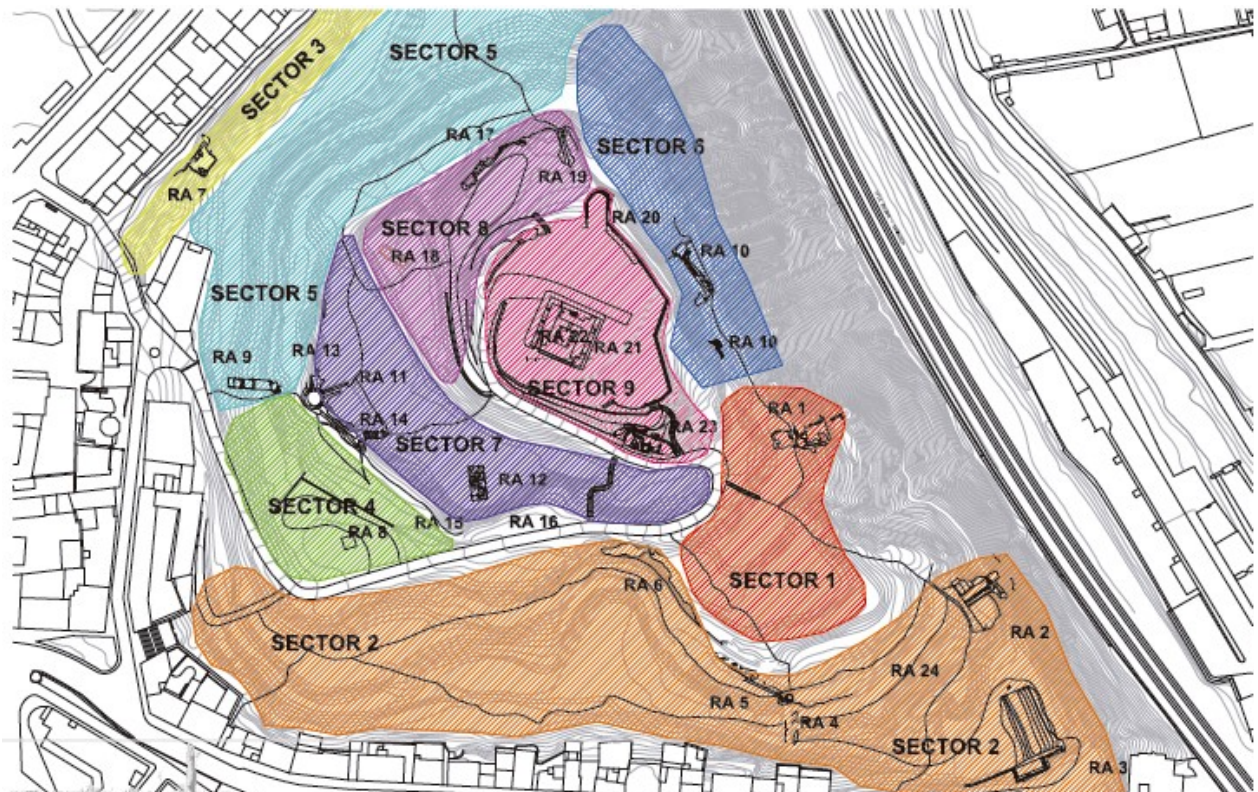 SECTOR 5
SECTOR 3
RA 17
SECTOR 6
RA 7
RA 19
RA 20
SECTOR 8
RA 10
RA 18
SECTOR 5
RA 22
RA 21
RA 10
RA 13
RA 9
RA 11
SECTOR 9
RA 1
RA 14
RA 23
SECTOR 7
RA 12
SECTOR 4
RA 15
RA 16
RA 8
RA 6
SECTOR 1
RA 2
SECTOR 2
RA 24
RA 5
RA 4
SECTOR 2
RA 3